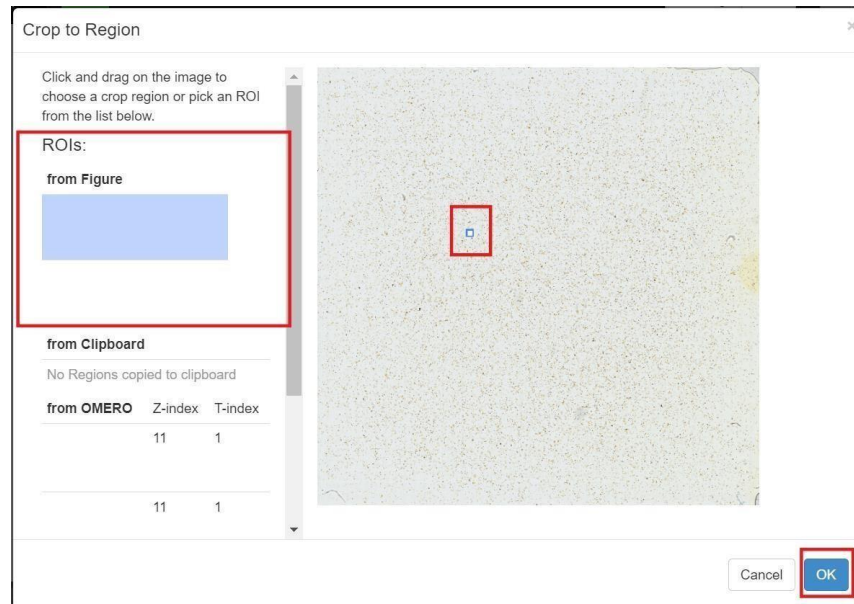 Crop to Region
×
Click and drag on the image to
choose a crop region or pick an ROI
from the list below.
ROIs:
from Figure
from Clipboard
No Regions copied to clipboard
from OMERO Z-index T-index
11 1
11 1
Cancel OK